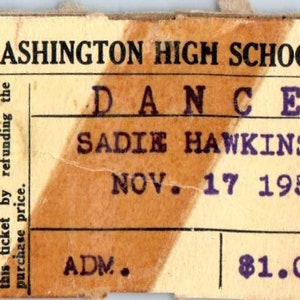 ASHINGTON HIGH SCHOO
DANCE
SADIE HAWKINS
NOV. 17 195
ADM. $1.0
this ticket by refunding the
purchase price.